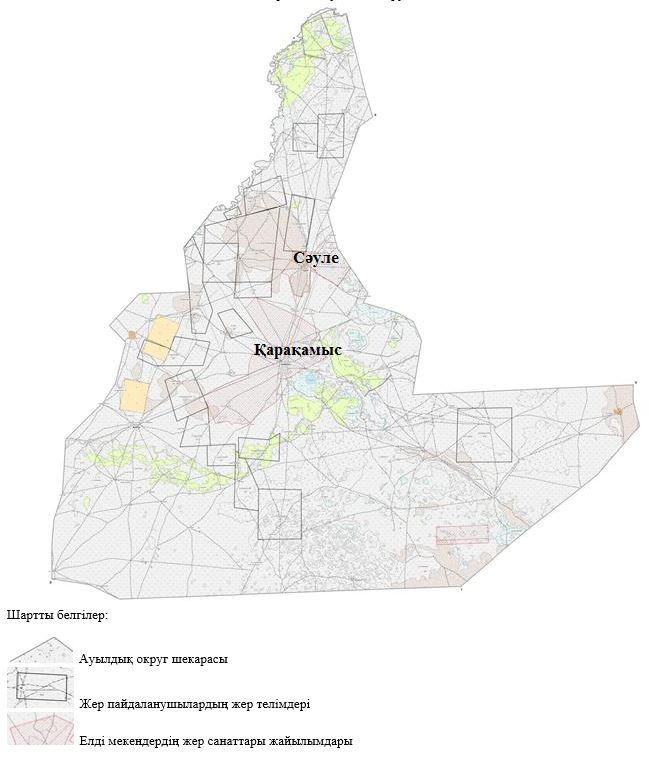 Сәуле
Қарақамыс
Шартты белгілер:
Ауылдық округ шекарасы
Жер пайдаланушылардың жер телімдері
Елді мекендердің жер санаттары жайылымдары